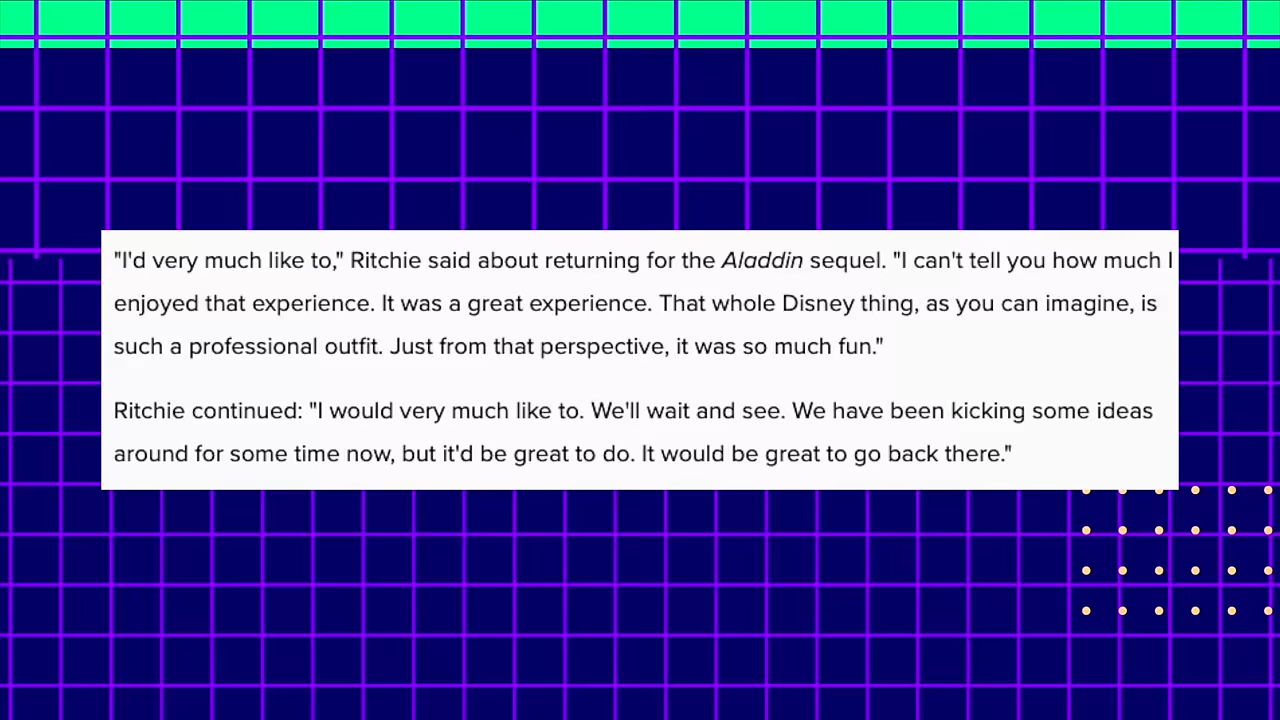 "I'd very much like to," Ritchie said about returning for the Aladdin sequel. "I can't tell you how much I
enjoyed that experience. It was a great experience. That whole Disney thing, as you can imagine, is
such a professional outfit. Just from that perspective, it was so much fun."
Ritchie continued: "I would very much like to. We'll wait and see. We have been kicking some ideas
around for some time now, but it'd be great to do. It would be great to go back there."